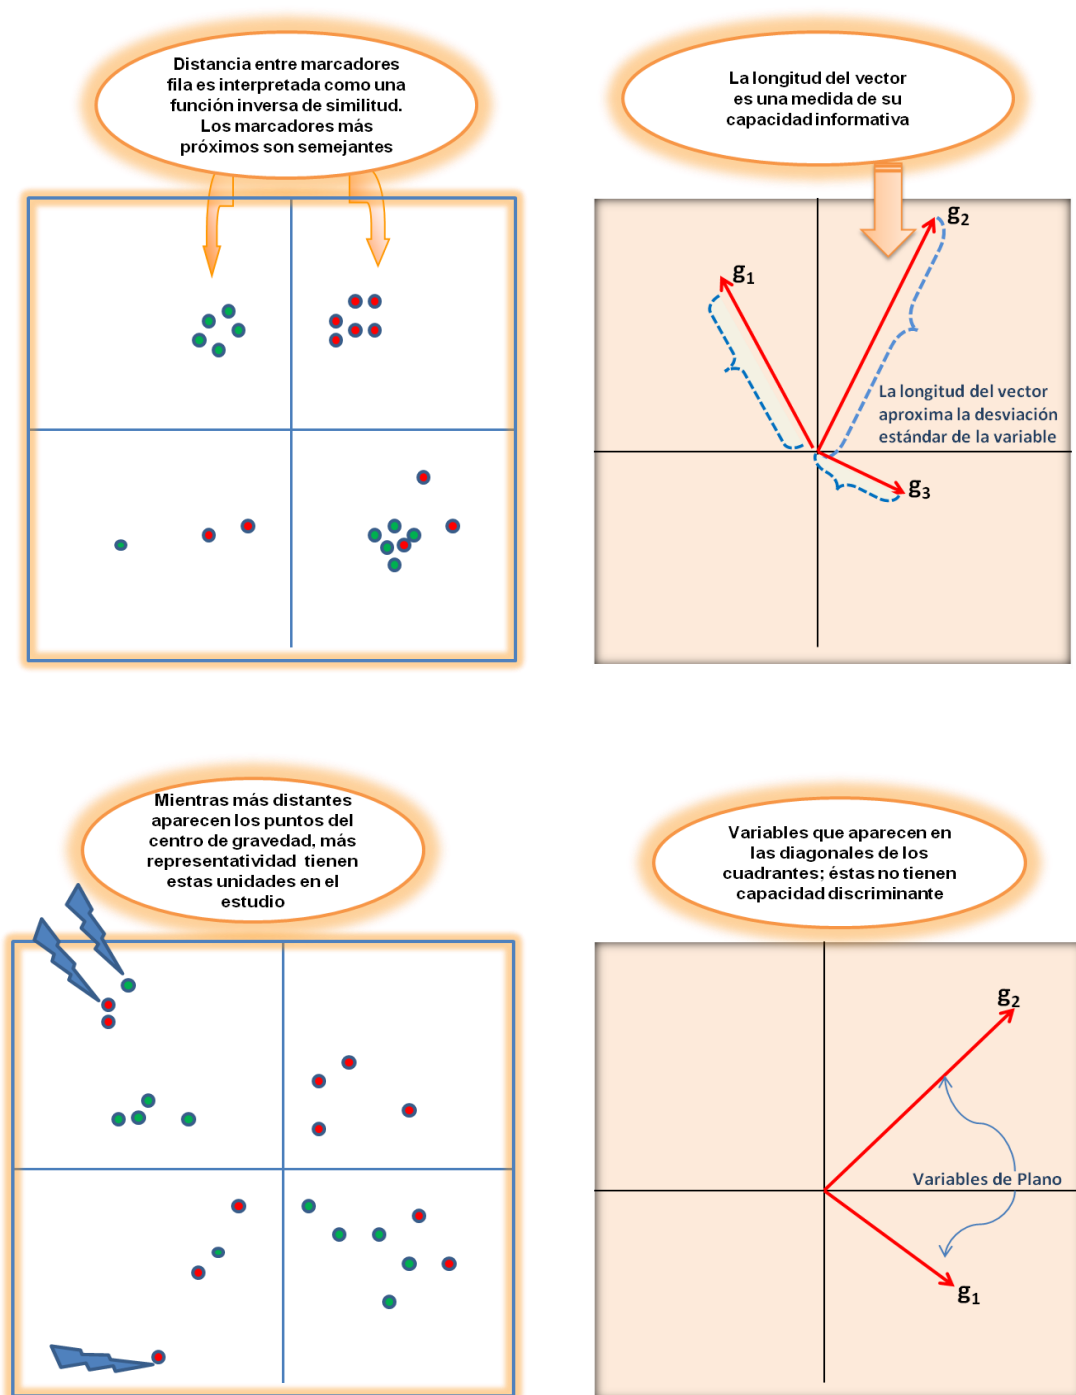 Distancia entre marcadores
fila es interpretada como una
función inversa de similitud.
Los marcadores más
próximos son semejantes
La longitud del vector
es una medida de su
capacidad informativa
g2
g1
La longitud del vector
aproxima la desviación
estándar de la variable
g3
Mientras más distantes
aparecen los puntos del
centro de gravedad, más
representatividad tienen
estas unidades en el
estudio
Variables que aparecen en
las diagonales de los
cuadrantes; éstas no tienen
capacidad discriminante
g2
Variables de Plano
g1